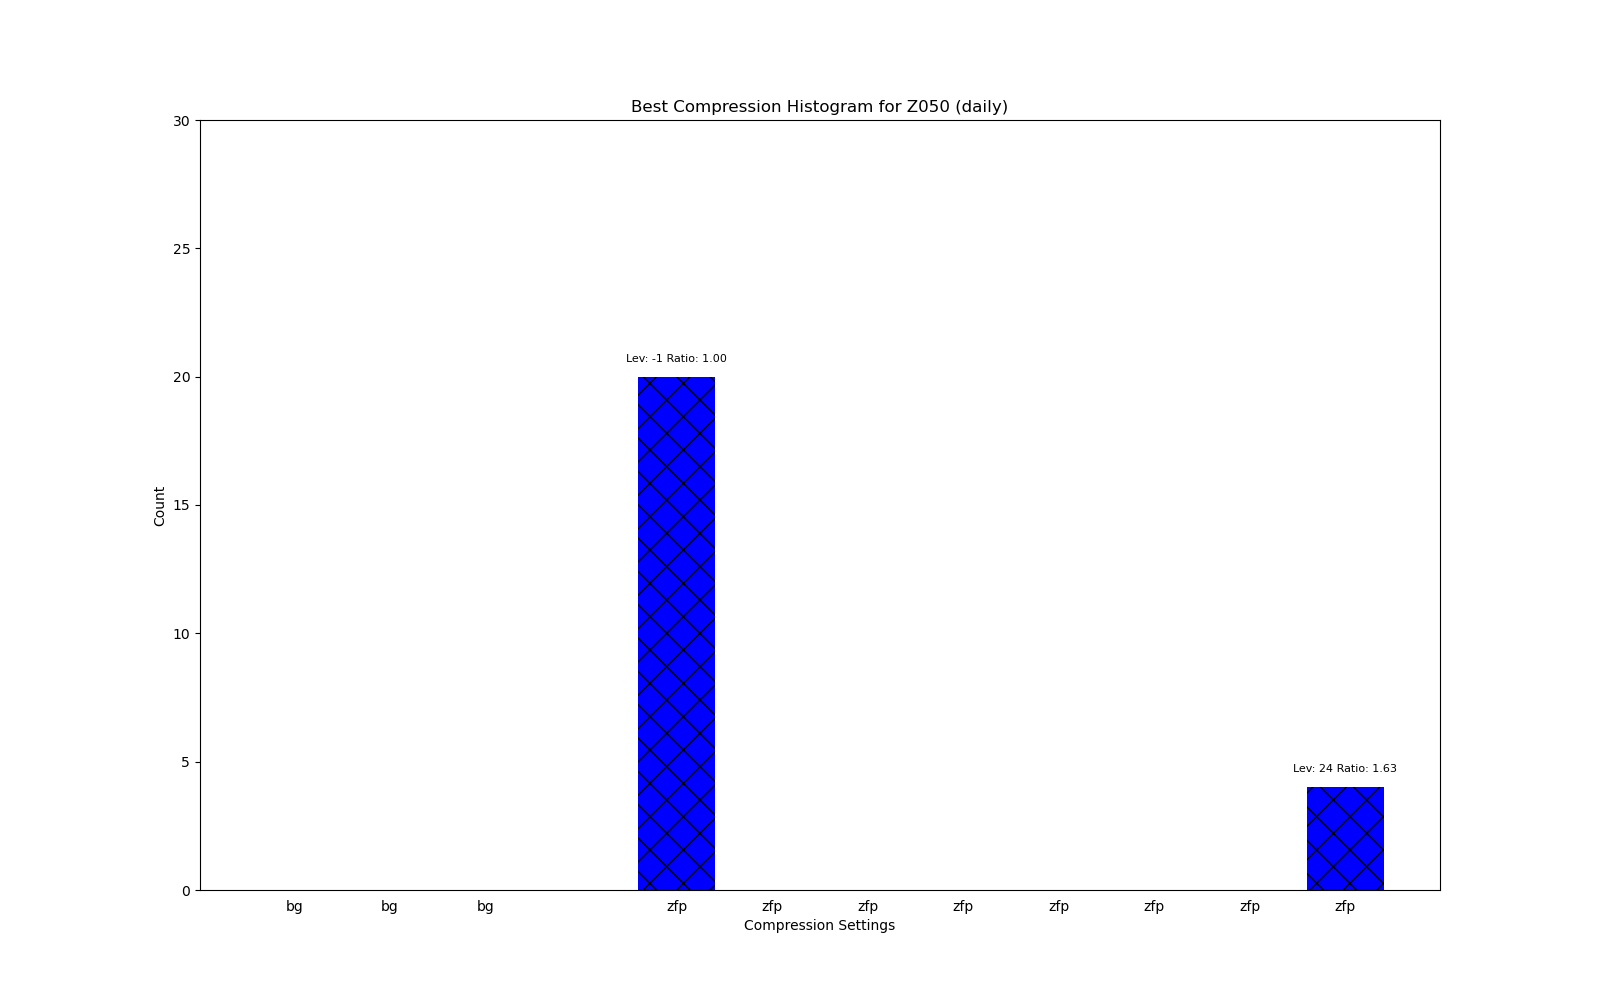 Best Compression Histogram for Z050 (daily)
30
25
20
15
10
5
0
Count
Lev: -1 Ratio: 1.00
Lev: 24 Ratio: 1.63
bg bg bg zfp zfp zfp zfp zfp zfp zfp zfp
Compression Settings